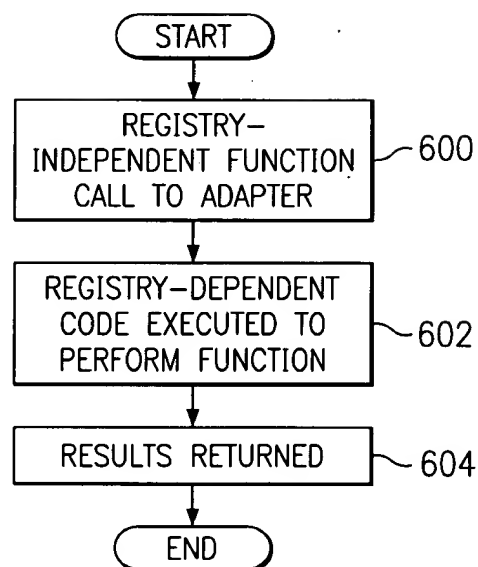 START
REGISTRY-
INDEPENDENT FUNCTION
CALL TO ADAPTER
600
REGISTRY-DEPENDENT
CODE EXECUTED TO
PERFORM FUNCTION
602
RESULTS RETURNED
604
END